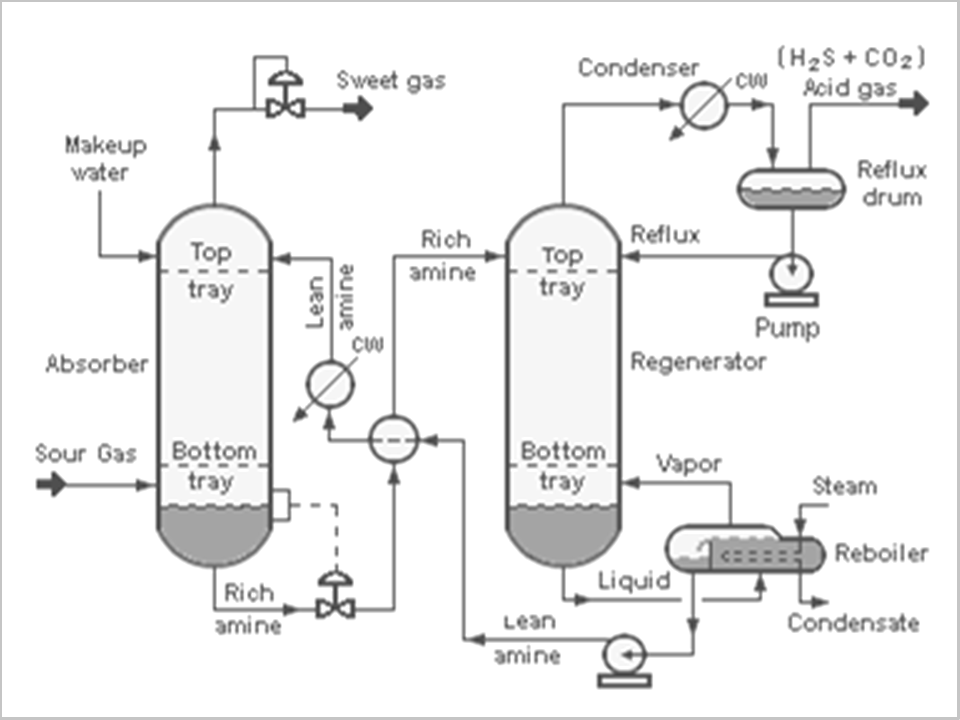 Sweet gas
Condenser
CW
(H₂S + CO₂)
Acid gas
Makeup
water
Reflux
drum
Top
tray
Lean
amine
Rich
amine
Top
tray
Reflux
Pump
CW
Absorber
Regenerator
Sour Gas
Bottom
tray
Bottom
tray
Vapor
Steam
Reboiler
Rich
amine
Liquid
Condensate
Lean
amine